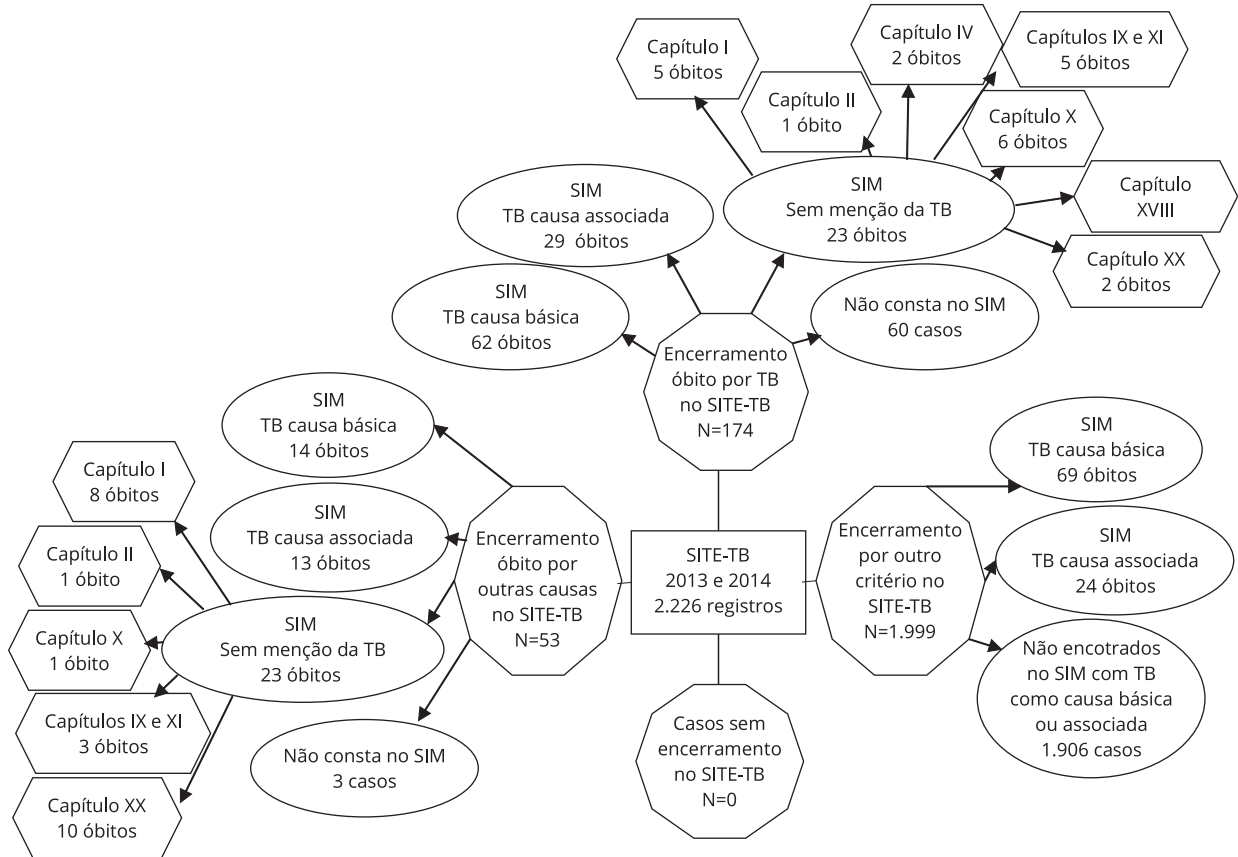 Capítulo I
5 óbitos
Capítulo IV
2 óbitos
Capítulos IX e XI
5 óbitos
Capítulo II
1 óbito
Capítulo X
6 óbitos
Capítulo
XVIII
Capítulo XX
2 óbitos
SIM
TB causa associada
29 óbitos
SIM
Sem menção da TB
23 óbitos
SIM
TB causa básica
62 óbitos
Não consta no SIM
60 casos
Encerramento
óbito por TB
no SITE-TB
N=174
SIM
TB causa básica
14 óbitos
SIM
TB causa associada
13 óbitos
Capítulo I
8 óbitos
Capítulo II
1 óbito
Capítulo X
1 óbito
Capítulos IX e XI
3 óbitos
Capítulo XX
10 óbitos
SIM
Sem menção da TB
23 óbitos
Não consta no SIM
3 casos
Encerramento
óbito por
outras causas
no SITE-TB
N=53
SITE-TB
2013 e 2014
2.226 registros
Casos sem
encerramento
no SITE-TB
N=0
Encerramento
por outro
critério no
SITE-TB
N=1.999
SIM
TB causa básica
69 óbitos
SIM
TB causa associada
24 óbitos
Não encotrados
no SIM com TB
como causa básica
ou associada
1.906 casos